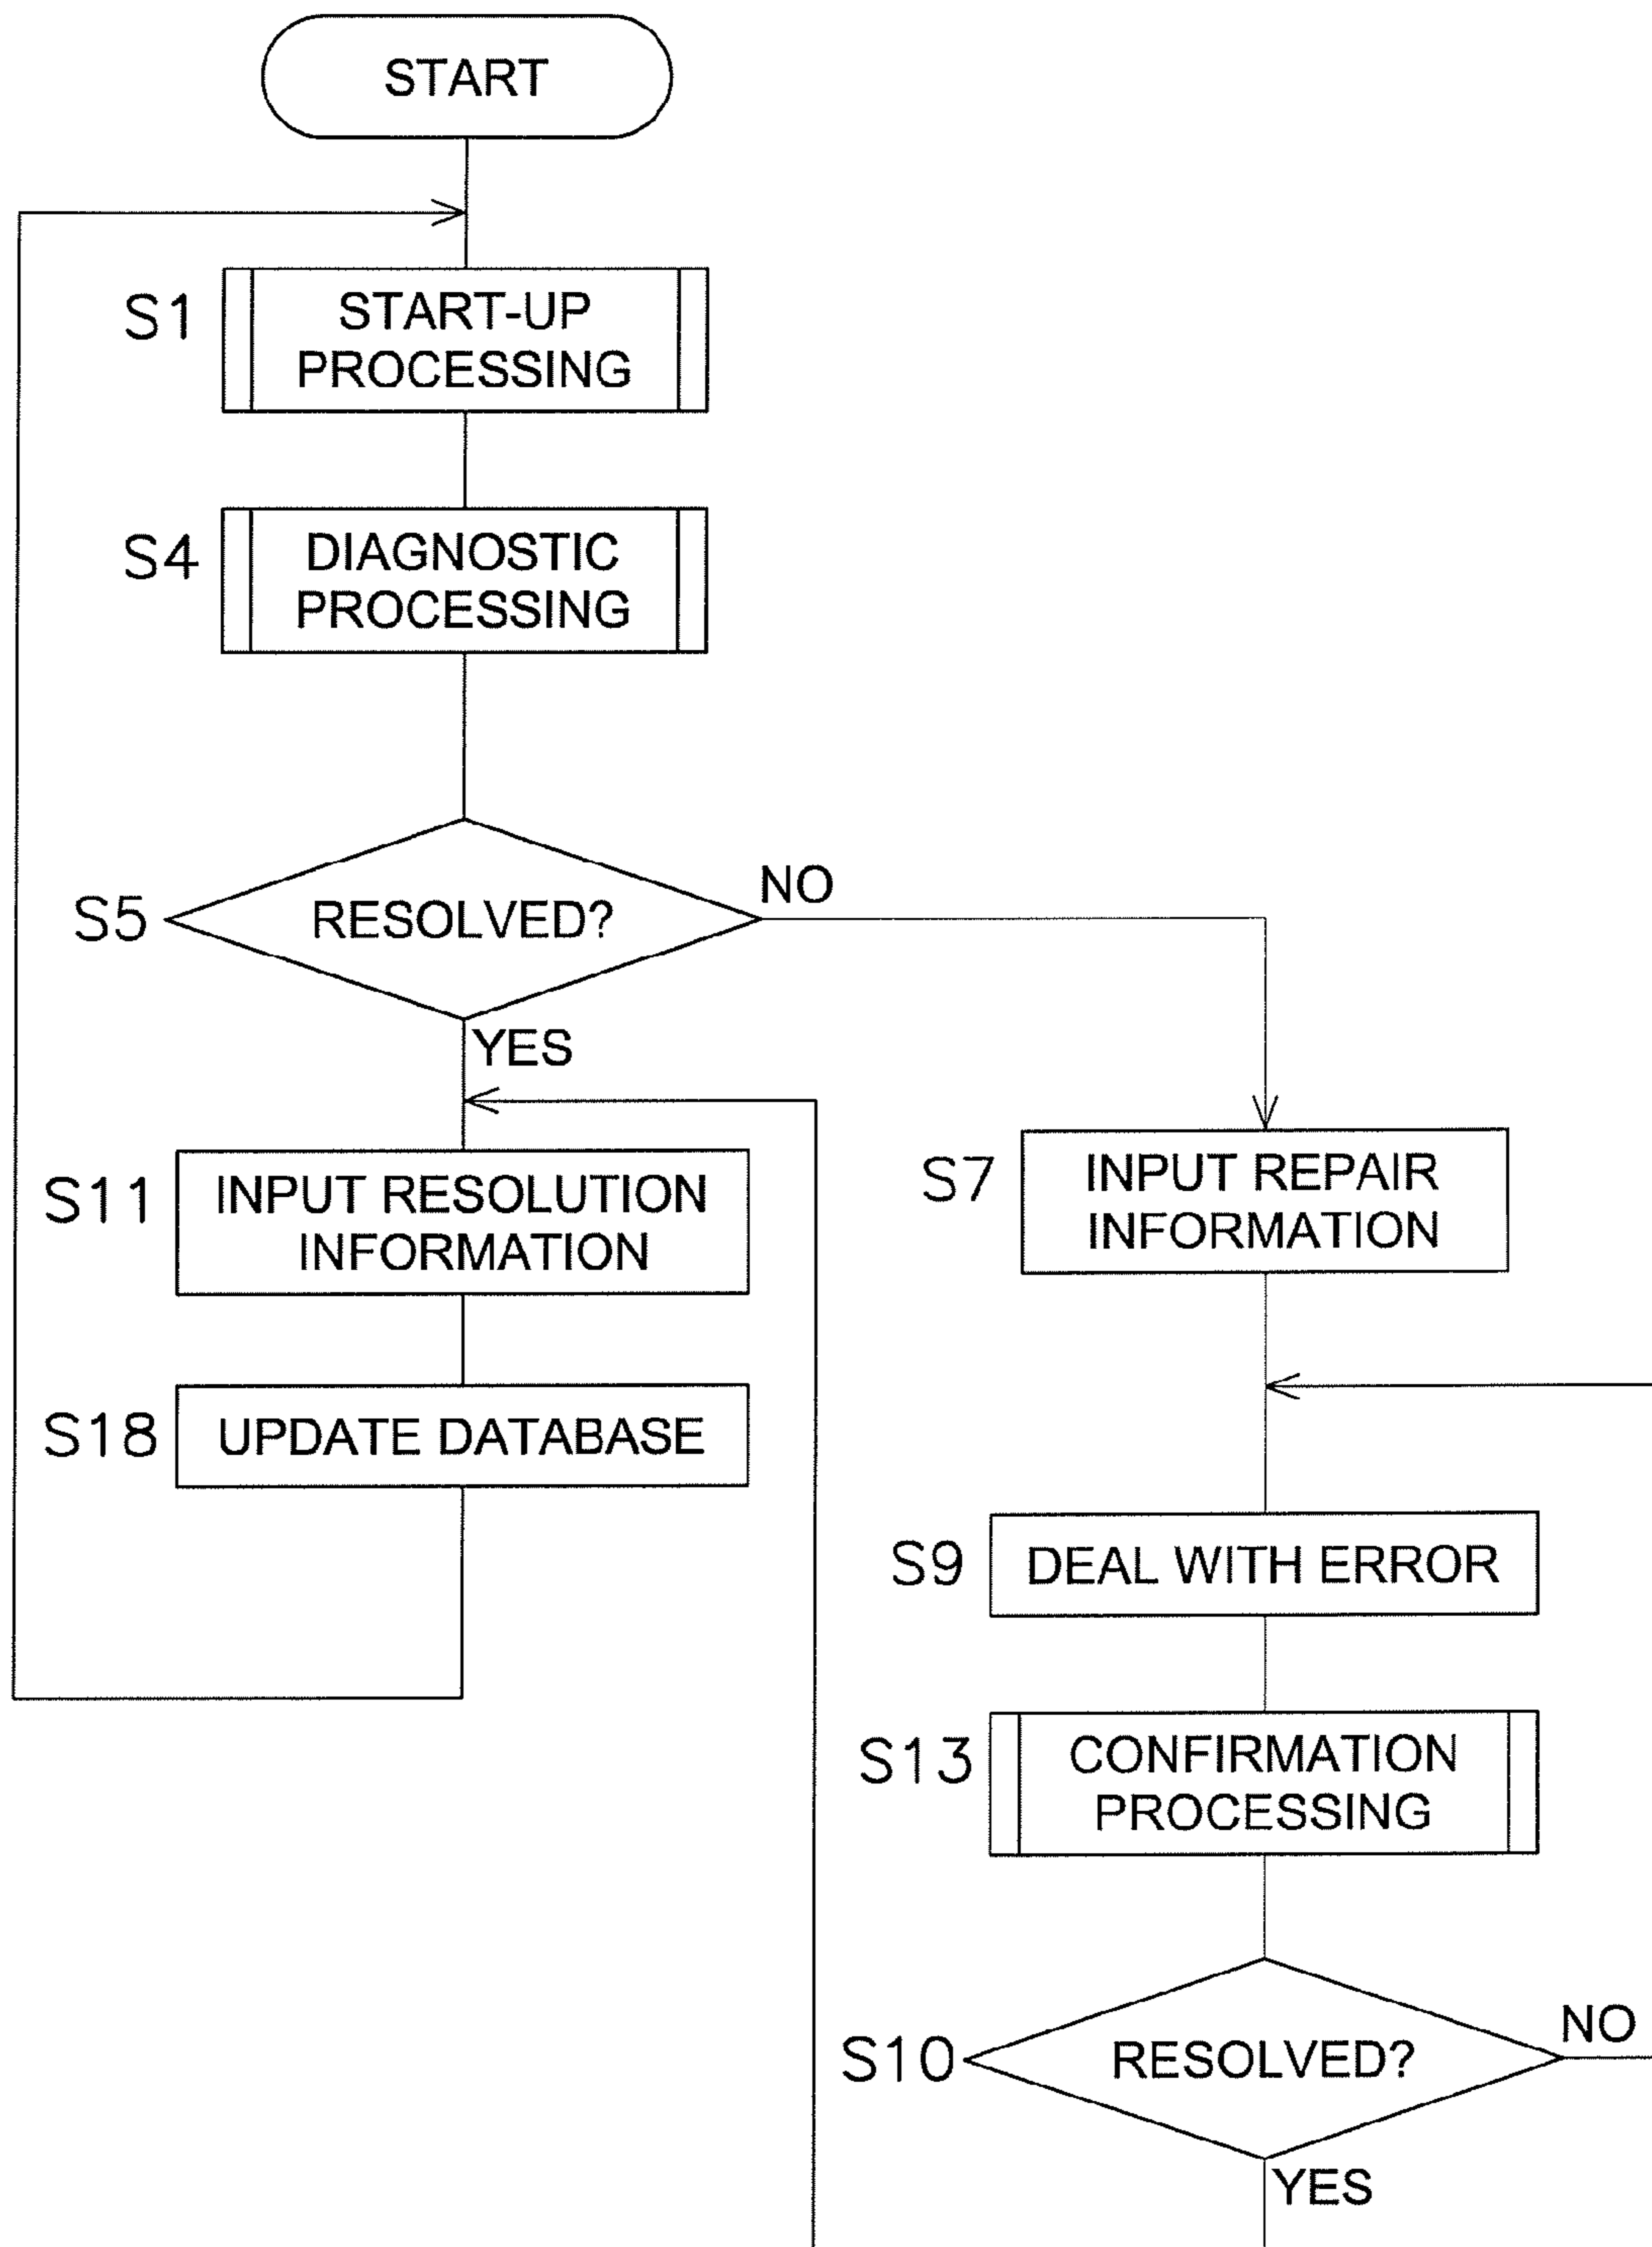 START
S1
START-UP
PROCESSING
S4
DIAGNOSTIC
PROCESSING
S5
RESOLVED?
NO
YES
S11
INPUT RESOLUTION
INFORMATION
S18
UPDATE DATABASE
S7
INPUT REPAIR
INFORMATION
S9
DEAL WITH ERROR
S13
CONFIRMATION
PROCESSING
S10
RESOLVED?
NO
YES